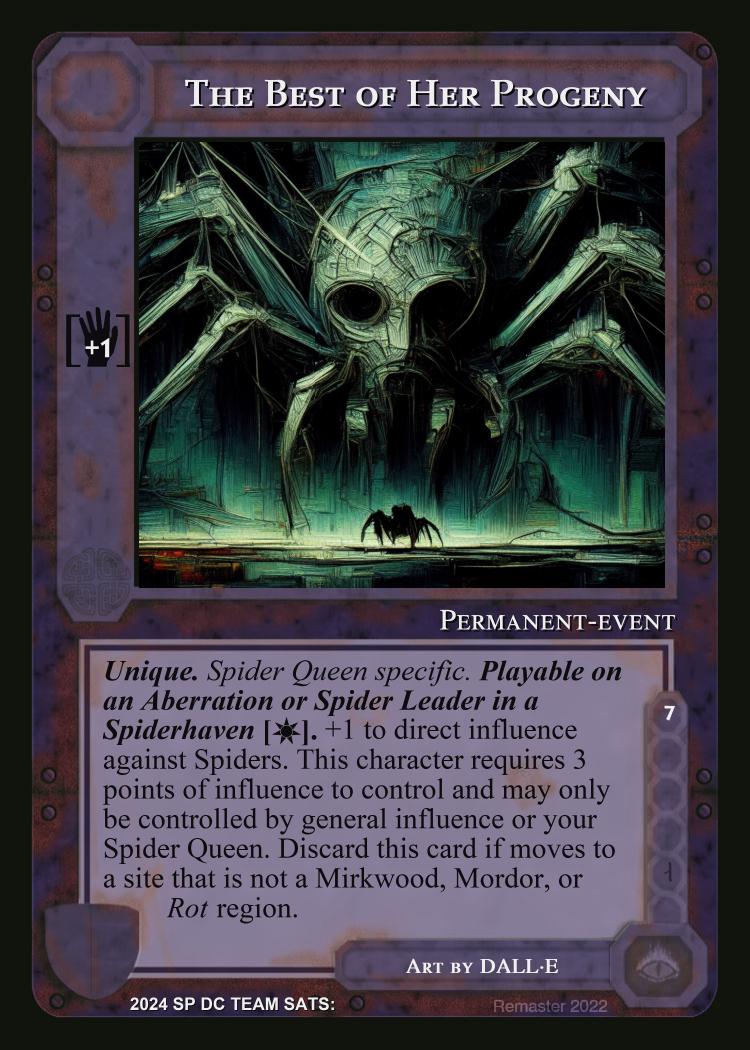 The Best of Her Progeny
[+1]
Permanent-event
Unique. Spider Queen specific. Playable on
an Aberration or Spider Leader in a
Spiderhaven [☀]. +1 to direct influence
against Spiders. This character requires 3
points of influence to control and may only
be controlled by general influence or your
Spider Queen. Discard this card if moves to
a site that is not a Mirkwood, Mordor, or
Rot region.
7
Art by DALL·E
2024 SP DC TEAM SATS:
Remaster 2022